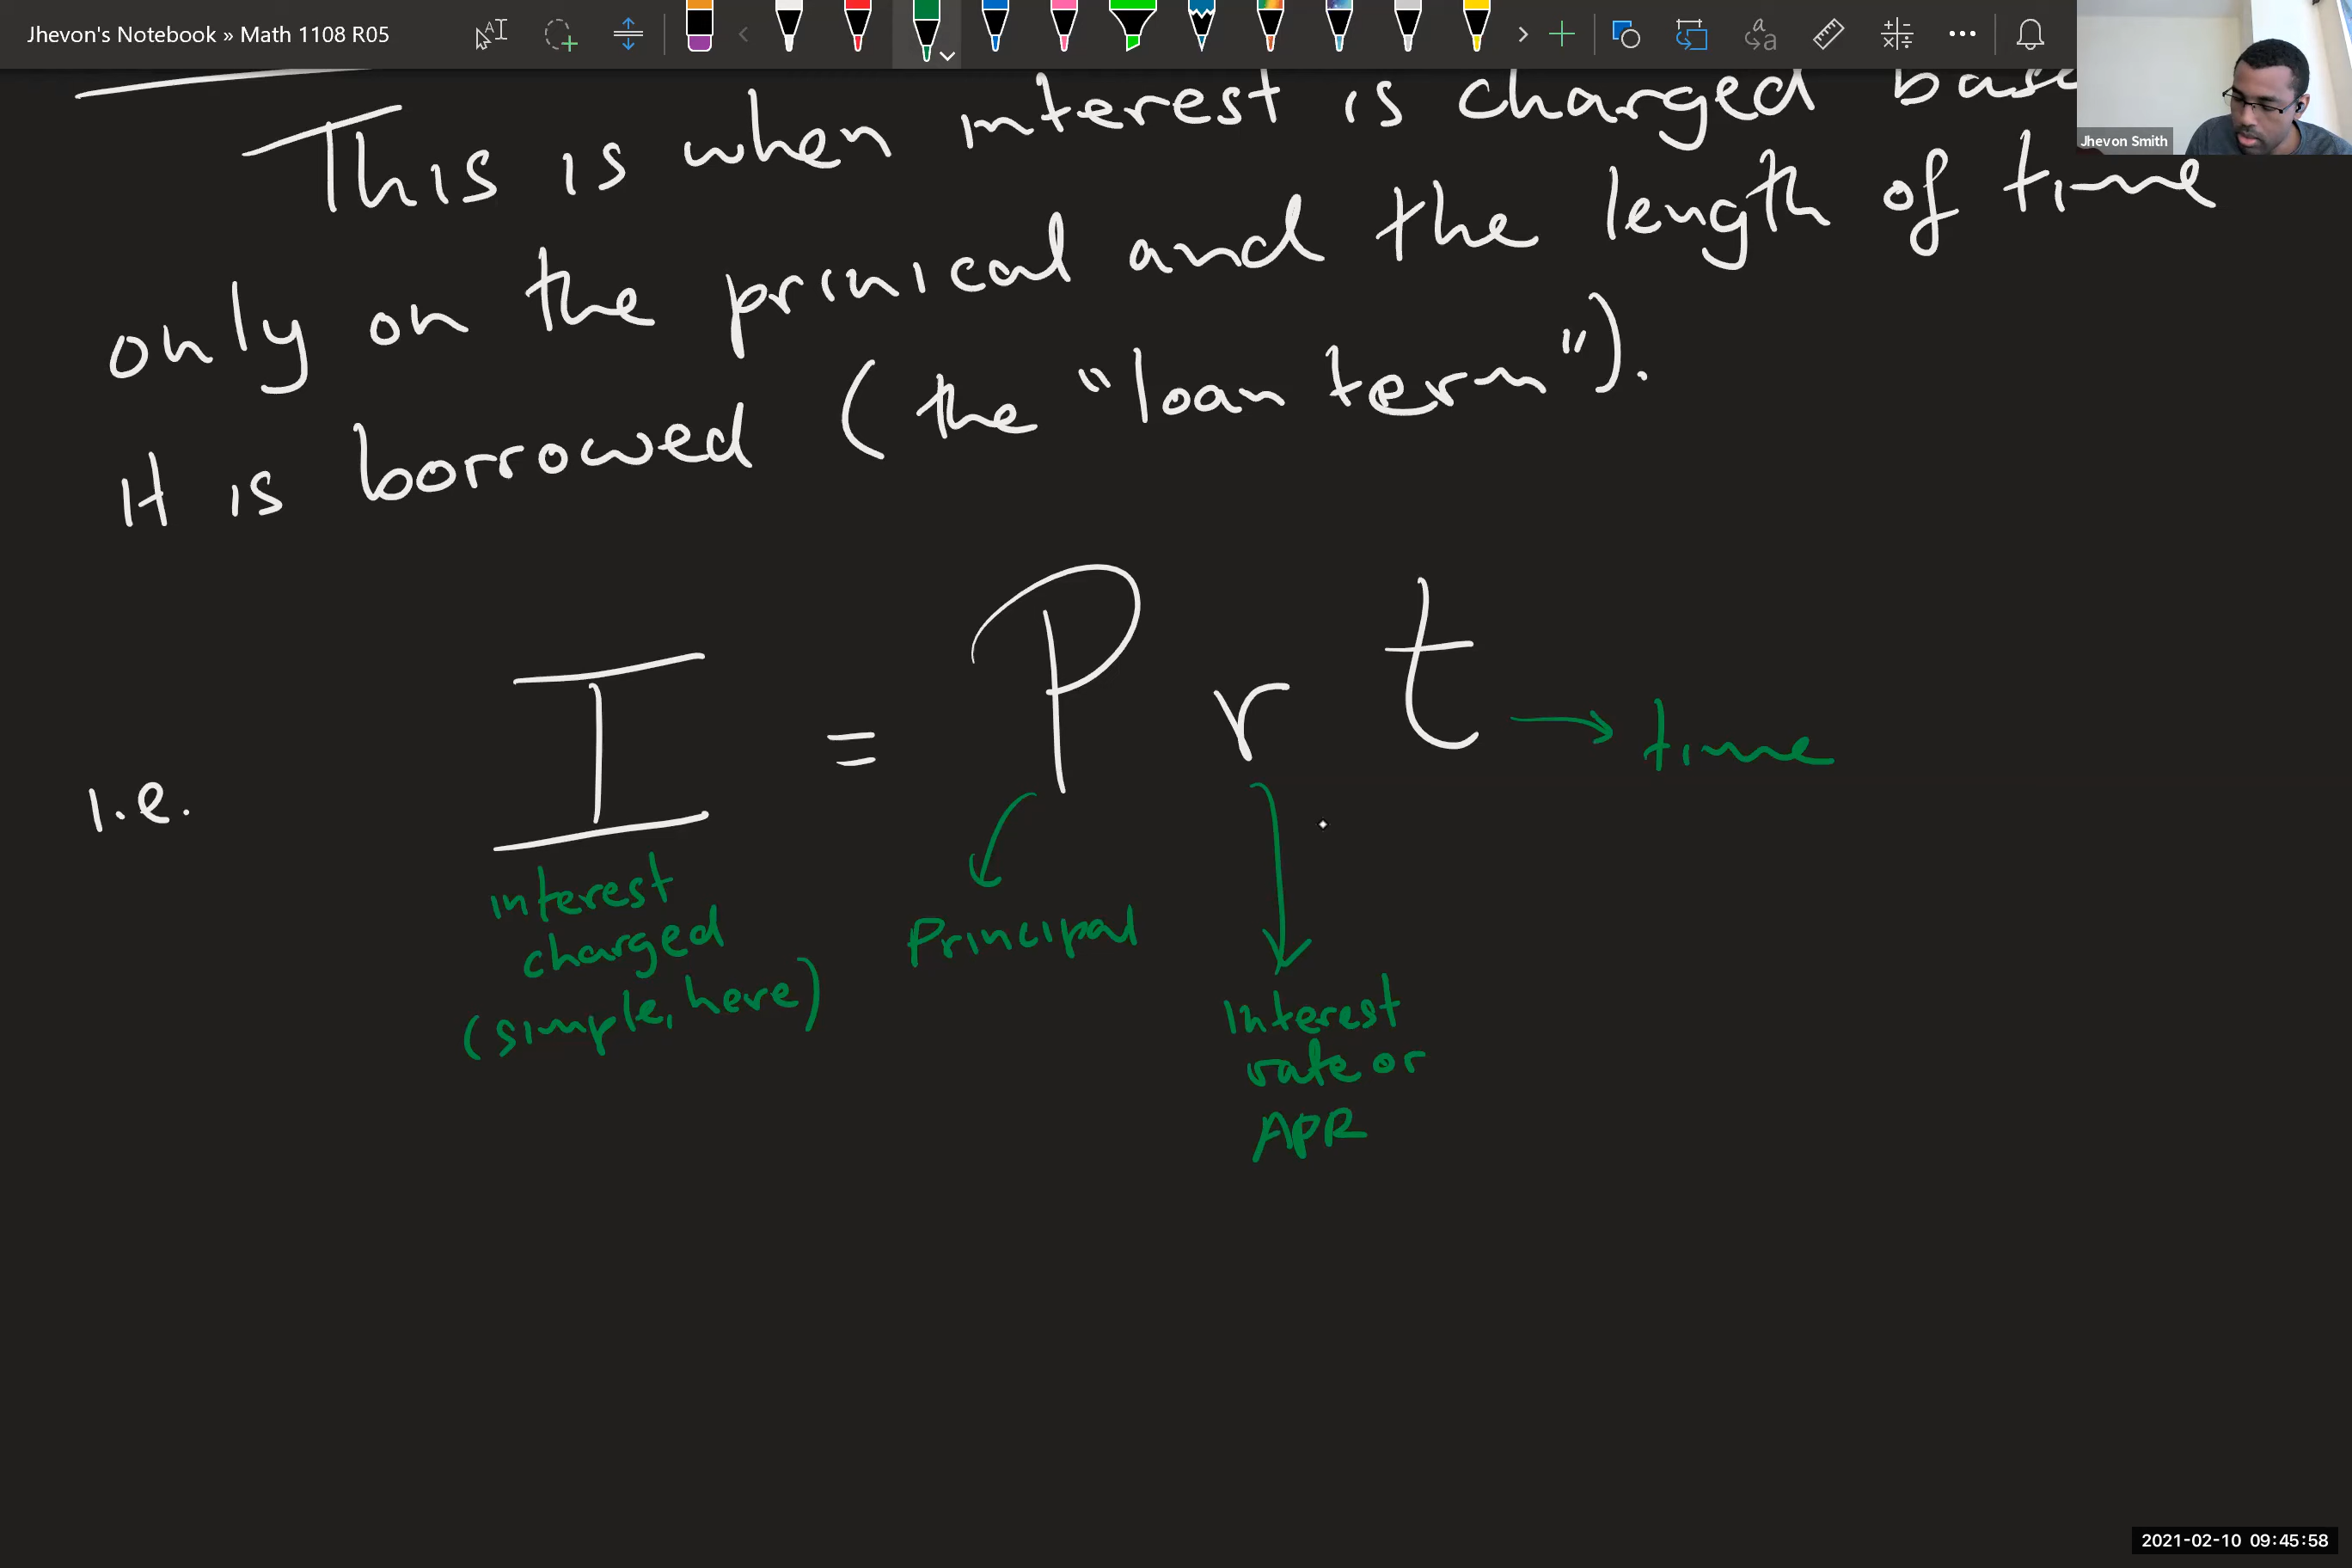 Jhevon's Notebook » Math 1108 R05
Jhevon Smith
This is when interest is charged base
only on the prinical and the length of time
it is borrowed (the "loan term").
i.e. I = P r t → time
interest
charged
(simple, here)
Principal
Interest
rate or
APR
2021-02-10 09:45:58